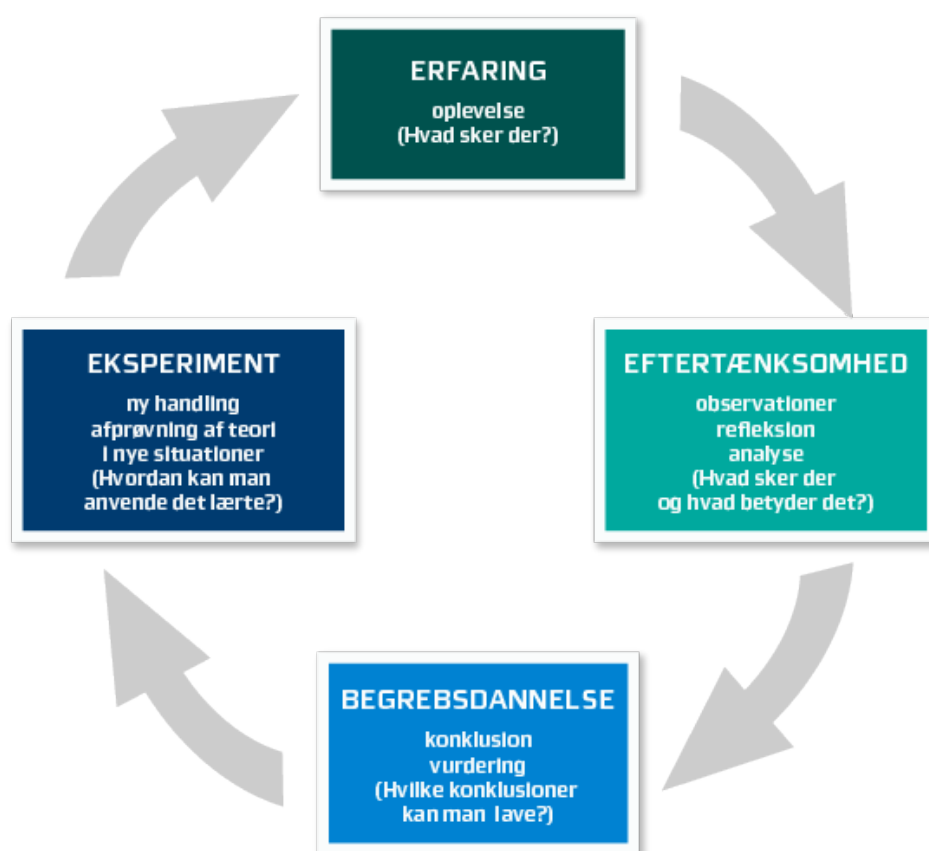 ERFARING
oplevelse
(Hvad sker der?)
EFTERTÆNKSOMHED
observationer
refleksion
analyse
(Hvad sker der
og hvad betyder det?)
BEGREBSDANNELSE
konklusion
vurdering
(Hvilke konklusioner
kan man lave?)
EKSPERIMENT
ny handling
afprøvning af teori
i nye situationer
(Hvordan kan man
anvende det lærte?)